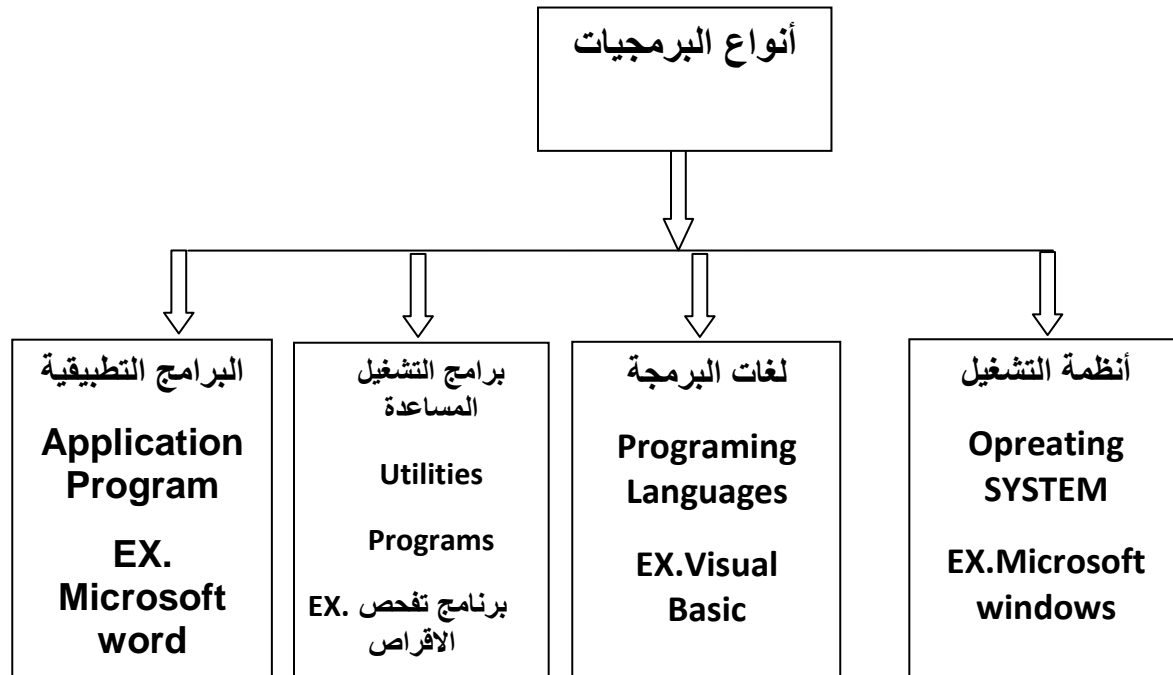 أنواع البرمجيات
أنظمة التشغيل
Opreating
SYSTEM
EX.Microsoft
windows
لغات البرمجة
Programing
Languages
EX.Visual
Basic
برامج التشغيل
المساعدة
Utilities
Programs
EX. برنامج تفحص
الاقراص
البرامج التطبيقية
Application
Program
EX.
Microsoft
word